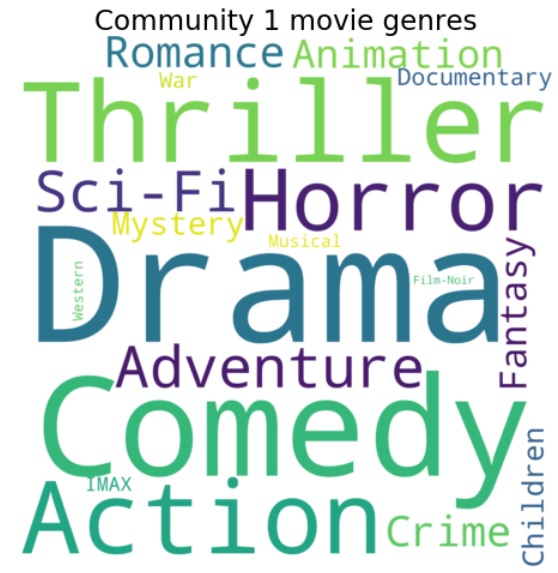 Community 1 movie genres
Romance Animation
War Documentary
Thriller
Sci-Fi Horror
Mystery
Musical
Drama
Western
Film-Noir
Fantasy
Adventure
Comedy
IMAX
Action
Crime
Children